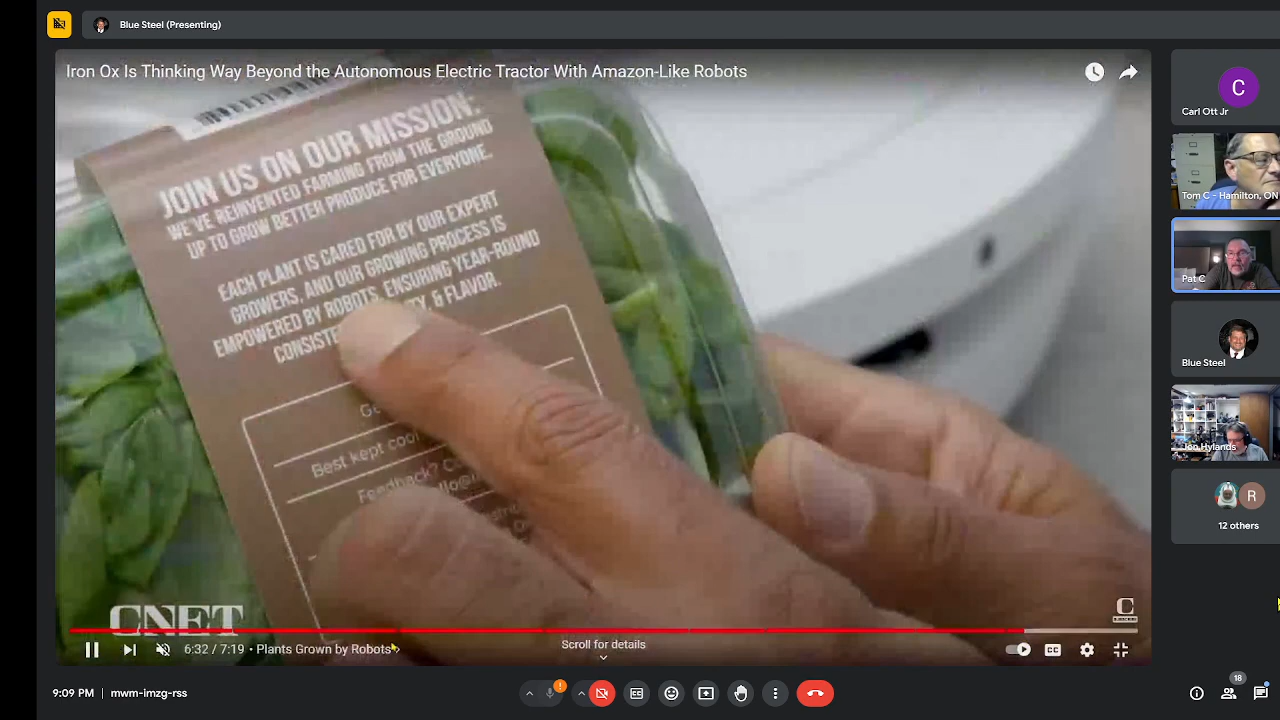 Blue Steel (Presenting)
Iron Ox Is Thinking Way Beyond the Autonomous Electric Tractor With Amazon-Like Robots
JOIN US ON OUR MISSION:
WE'VE REINVENTED FARMING FROM THE GROUND
UP TO GROW BETTER PRODUCE FOR EVERYONE.
EACH PLANT IS CARED FOR BY OUR EXPERT
GROWERS, AND OUR GROWING PROCESS IS
EMPOWERED BY ROBOTS, ENSURING YEAR-ROUND
& FLAVOR.
Best kept
Feedback?
CNET
C
6:32 / 7:19 • Plants Grown by Robots
Scroll for details
CC
C
Carl Ott Jr
Tom C - Hamilton, ON
Pat C
Blue Steel
Jon Hylands
R
12 others
9:09 PM | mwm-imzg-rss
18